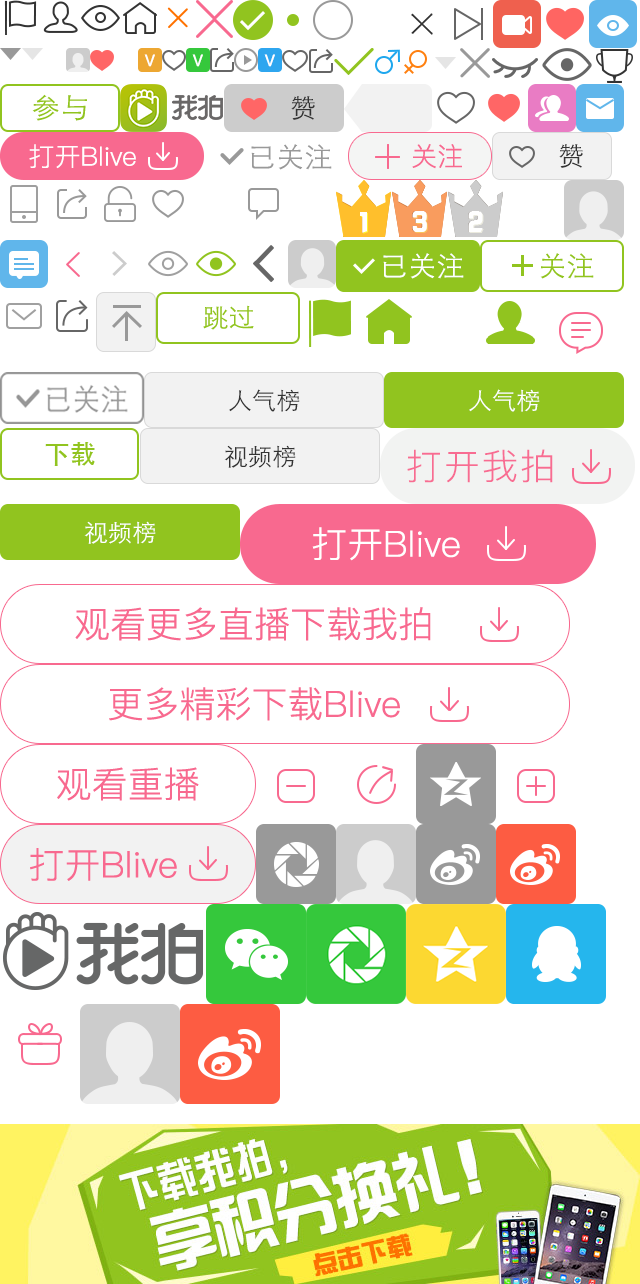 V V V
参与 我拍 赞
打开Blive 已关注 关注 赞
1 3 2
已关注 关注
跳过
已关注 人气榜 人气榜
下载 视频榜 打开我拍
视频榜 打开Blive
观看更多直播下载我拍
更多精彩下载Blive
观看重播
打开Blive
我拍
下载我拍，
享积分换礼！
点击下载